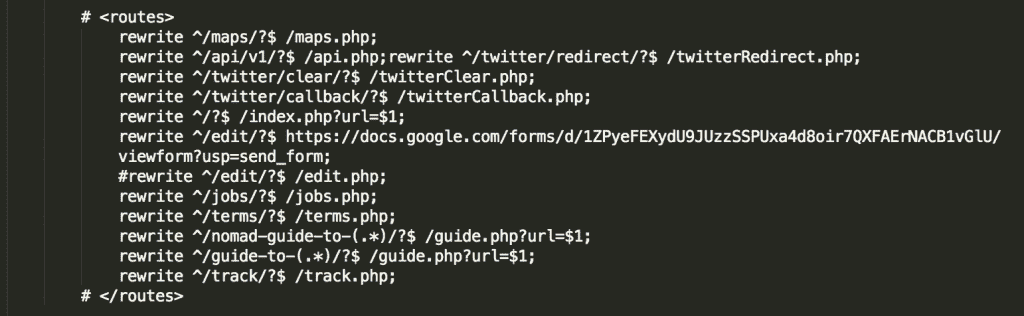 # <routes>
rewrite ^/maps/?$ /maps.php;
rewrite ^/api/v1/?$ /api.php;rewrite ^/twitter/redirect/?$ /twitterRedirect.php;
rewrite ^/twitter/clear/?$ /twitterClear.php;
rewrite ^/twitter/callback/?$ /twitterCallback.php;
rewrite ^/?$ /index.php?url=$1;
rewrite ^/edit/?$ https://docs.google.com/forms/d/1ZPyeFEXydU9JUzzSSPUxa4d8oir7QXFAErNACB1vGlU/
viewform?usp=send_form;
#rewrite ^/edit/?$ /edit.php;
rewrite ^/jobs/?$ /jobs.php;
rewrite ^/terms/?$ /terms.php;
rewrite ^/nomad-guide-to-(.*)/?$ /guide.php?url=$1;
rewrite ^/guide-to-(.*)/?$ /guide.php?url=$1;
rewrite ^/track/?$ /track.php;
# </routes>